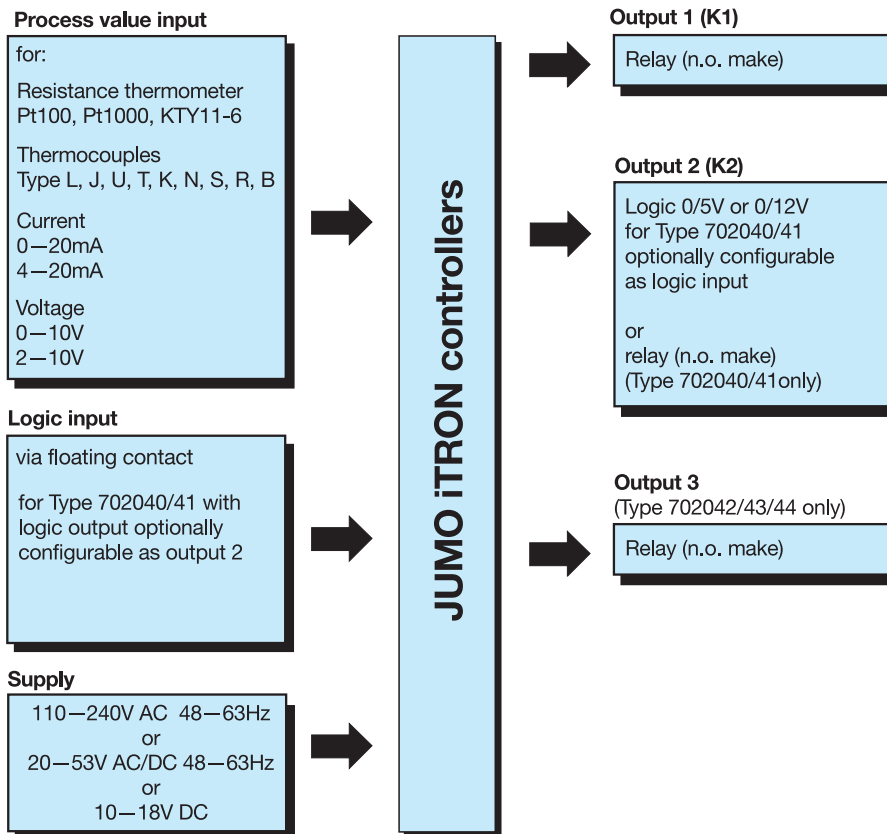 Process value input
for:
Resistance thermometer
Pt100, Pt1000, KTY11-6
Thermocouples
Type L, J, U, T, K, N, S, R, B
Current
0—20mA
4—20mA
Voltage
0—10V
2—10V
Logic input
via floating contact
for Type 702040/41 with
logic output optionally
configurable as output 2
Supply
110—240V AC 48—63Hz
or
20—53V AC/DC 48—63Hz
or
10—18V DC
JUMO iTRON controllers
Output 1 (K1)
Relay (n.o. make)
Output 2 (K2)
Logic 0/5V or 0/12V
for Type 702040/41
optionally configurable
as logic input
or
relay (n.o. make)
(Type 702040/41only)
Output 3
(Type 702042/43/44 only)
Relay (n.o. make)